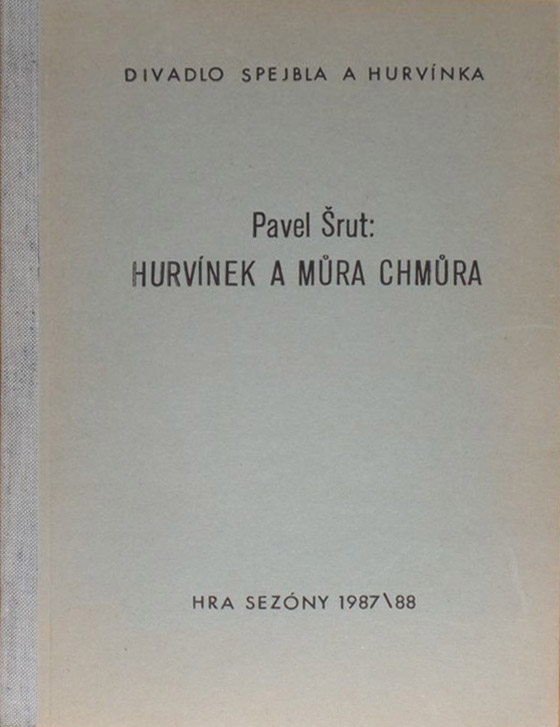 DIVADLO SPEJBLA A HURVÍNKA
Pavel Šrut:
HURVÍNEK A MŮRA CHMŮRA
HRA SEZÓNY 1987\88